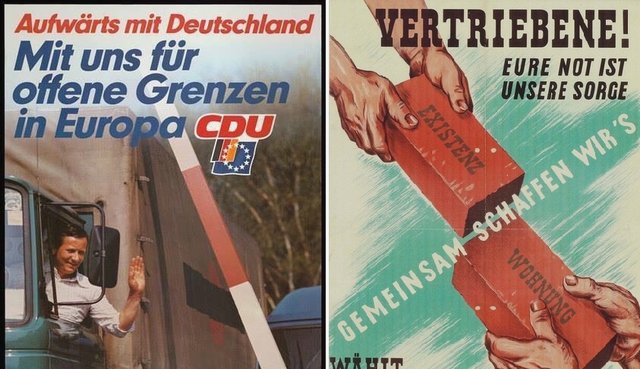 Aufwärts mit Deutschland
Mit uns für
offene Grenzen
in Europa CDU
VERTRIEBENE!
EURE NOT IST
UNSERE SORGE
EXISTENZ
GEMEINSAM SCHAFFEN WIR'S
WOHNUNG
WÄHLT